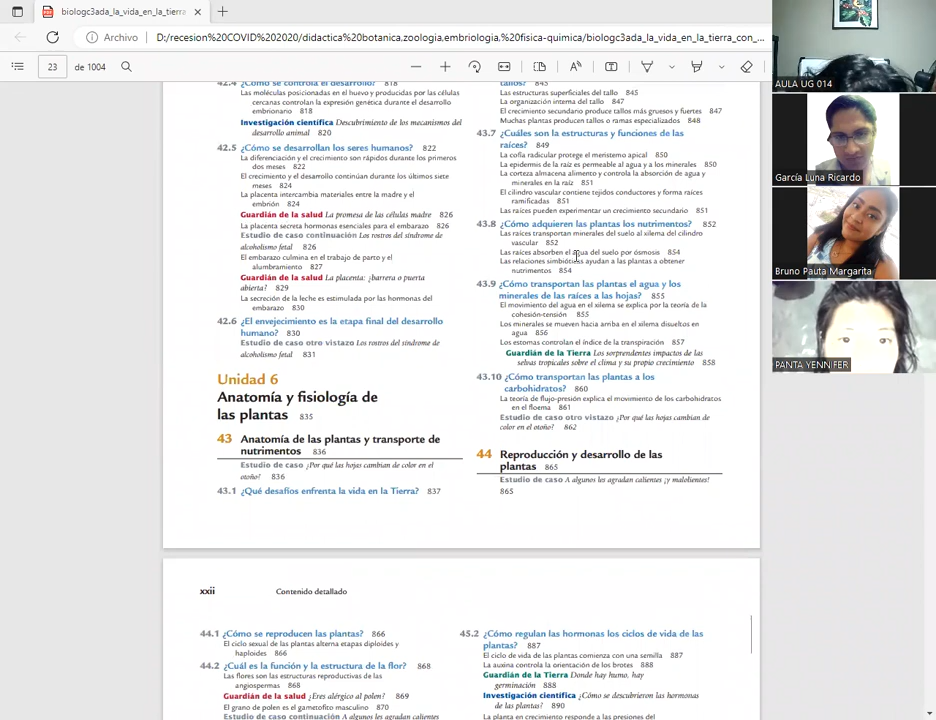 biologc3ada_la_vida_en_la_tierra
Archivo
D:/recesion%20COVID%202020/didactica%20botanica,zoologia,embriologia,%20fisica-quimica/biologc3ada_la_vida_en_la_tierra_con_...
23
de 1004
42.4 ¿Cómo se controla el desarrollo? 818
Las moléculas posicionadas en el huevo y producidas por las células
cercanas controlan la expresión genética durante el desarrollo
embrionario 818
Investigación científica Descubrimiento de los mecanismos del
desarrollo animal 820
42.5 ¿Cómo se desarrollan los seres humanos? 822
La diferenciación y el crecimiento son rápidos durante los primeros
dos meses 822
El crecimiento y el desarrollo continúan durante los últimos siete
meses 824
La placenta intercambia materiales entre la madre y el
embrión 824
Guardián de la salud La promesa de las células madre 826
La placenta secreta hormonas esenciales para el embarazo 826
Estudio de caso continuación Los rostros del síndrome de
alcoholismo fetal 826
El embarazo culmina en el trabajo de parto y el
alumbramiento 827
Guardián de la salud La placenta: ¿barrera o puerta
abierta? 829
La secreción de la leche es estimulada por las hormonas del
embarazo 830
42.6 ¿El envejecimiento es la etapa final del desarrollo
humano? 830
Estudio de caso otro vistazo Los rostros del síndrome de
alcoholismo fetal 831
Unidad 6
Anatomía y fisiología de
las plantas 835
43 Anatomía de las plantas y transporte de
nutrimentos 836
Estudio de caso ¿Por qué las hojas cambian de color en el
otoño? 836
43.1 ¿Qué desafíos enfrenta la vida en la Tierra? 837
tallos? 845
Las estructuras superficiales del tallo 845
La organización interna del tallo 847
El crecimiento secundario produce tallos más gruesos y fuertes 847
Muchas plantas producen tallos o ramas especializados 848
43.7 ¿Cuáles son la estructuras y funciones de las
raíces? 849
La cofia radicular protege el meristemo apical 850
La epidermis de la raíz es permeable al agua y a los minerales 850
La corteza almacena alimento y controla la absorción de agua y
minerales en la raíz 851
El cilindro vascular contiene tejidos conductores y forma raíces
ramificadas 851
Las raíces pueden experimentar un crecimiento secundario 851
43.8 ¿Cómo adquieren las plantas los nutrimentos? 852
Las raíces transportan minerales del suelo al xilema del cilindro
vascular 852
Las raíces absorben el agua del suelo por ósmosis 854
Las relaciones simbióticas ayudan a las plantas a obtener
nutrimentos 854
43.9 ¿Cómo transportan las plantas el agua y los
minerales de las raíces a las hojas? 855
El movimiento del agua en el xilema se explica por la teoría de la
cohesión-tensión 855
Los minerales se mueven hacia arriba en el xilema disueltos en
agua 856
Los estomas controlan el índice de la transpiración 857
Guardián de la Tierra Los sorprendentes impactos de las
selvas tropicales sobre el clima y su propio crecimiento 858
43.10 ¿Cómo transportan las plantas a los
carbohidratos? 860
La teoría de flujo-presión explica el movimiento de los carbohidratos
en el floema 861
Estudio de caso otro vistazo ¿Por qué las hojas cambian de
color en el otoño? 862
44 Reproducción y desarrollo de las
plantas 865
Estudio de caso A algunos les agradan calientes ¡y malolientes!
865
xxii Contenido detallado
44.1 ¿Cómo se reproducen las plantas? 866
El ciclo sexual de las plantas alterna etapas diploides y
haploides 866
44.2 ¿Cuál es la función y la estructura de la flor? 868
Las flores son las estructuras reproductivas de las
angiospermas 868
Guardián de la salud ¿Eres alérgico al polen? 869
El grano de polen es el gametofito masculino 870
Estudio de caso continuación A algunos les agradan calientes
45.2 ¿Cómo regulan las hormonas los ciclos de vida de las
plantas? 887
El ciclo de vida de las plantas comienza con una semilla 887
La auxina controla la orientación de los brotes 888
Guardián de la Tierra Donde hay humo, hay
germinación 888
Investigación científica ¿Cómo se descubrieron las hormonas
de las plantas? 890
La planta en crecimiento responde a las presiones del
AULA UG 014
García Luna Ricardo
Bruno Pauta Margarita
PANTA YENNIFER